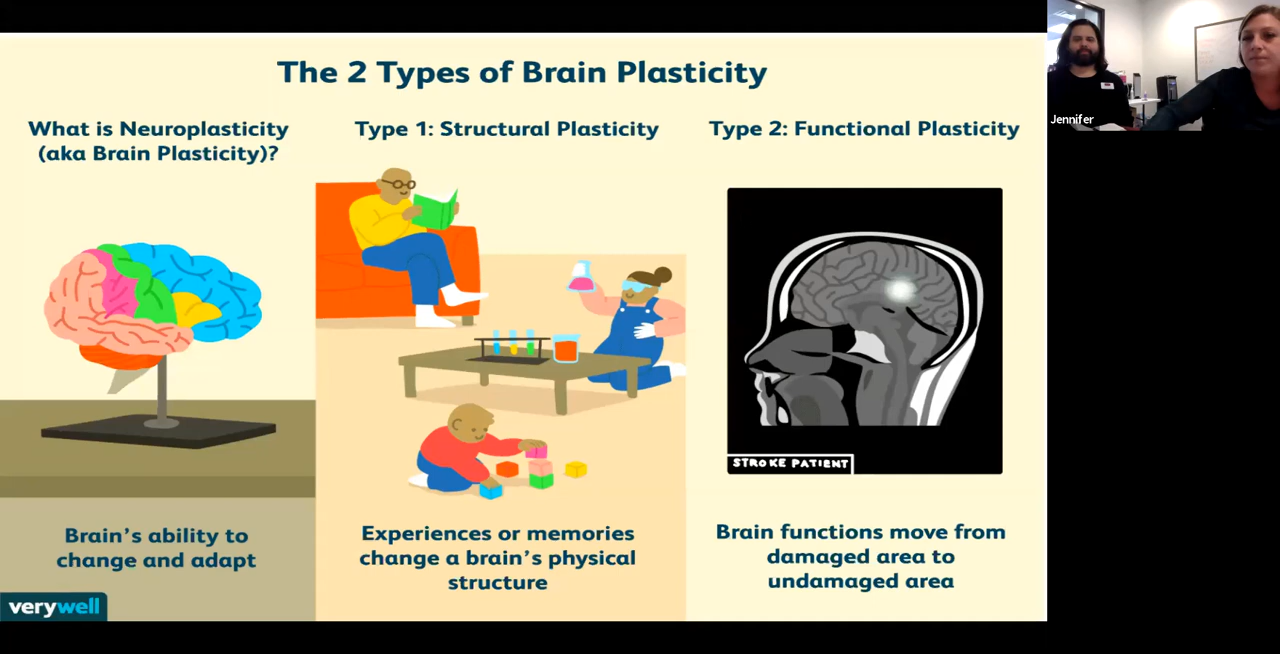 The 2 Types of Brain Plasticity
What is Neuroplasticity
(aka Brain Plasticity)?
Brain's ability to
change and adapt
Type 1: Structural Plasticity
Experiences or memories
change a brain's physical
structure
Type 2: Functional Plasticity
STROKE PATIENT
Brain functions move from
damaged area to
undamaged area
verywell
Jennifer